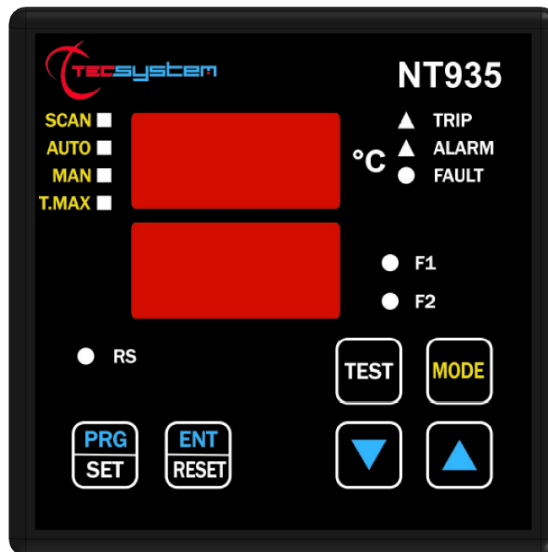 TECSYSTEM
NT935
SCAN
AUTO
MAN
T.MAX
°C
TRIP
ALARM
FAULT
F1
F2
RS
TEST
MODE
PRG
SET
ENT
RESET